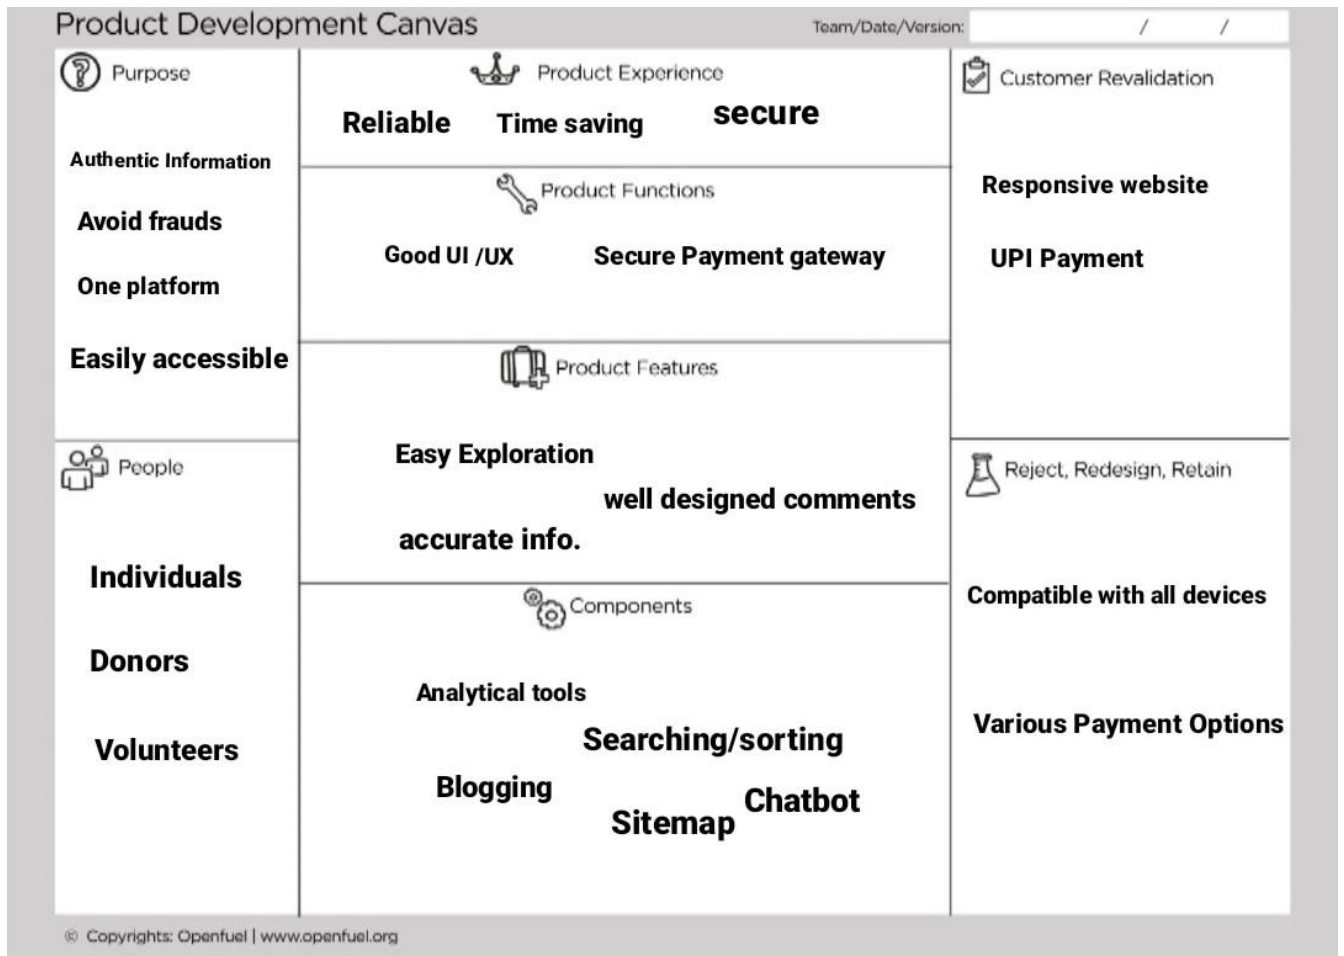 Product Development Canvas
Team/Date/Version: / /
Purpose
Authentic Information
Avoid frauds
One platform
Easily accessible
People
Individuals
Donors
Volunteers
Product Experience
Reliable Time saving secure
Product Functions
Good UI /UX Secure Payment gateway
Product Features
Easy Exploration
well designed comments
accurate info.
Components
Analytical tools
Searching/sorting
Blogging
Chatbot
Sitemap
Customer Revalidation
Responsive website
UPI Payment
Reject, Redesign, Retain
Compatible with all devices
Various Payment Options
© Copyrights: Openfuel | www.openfuel.org